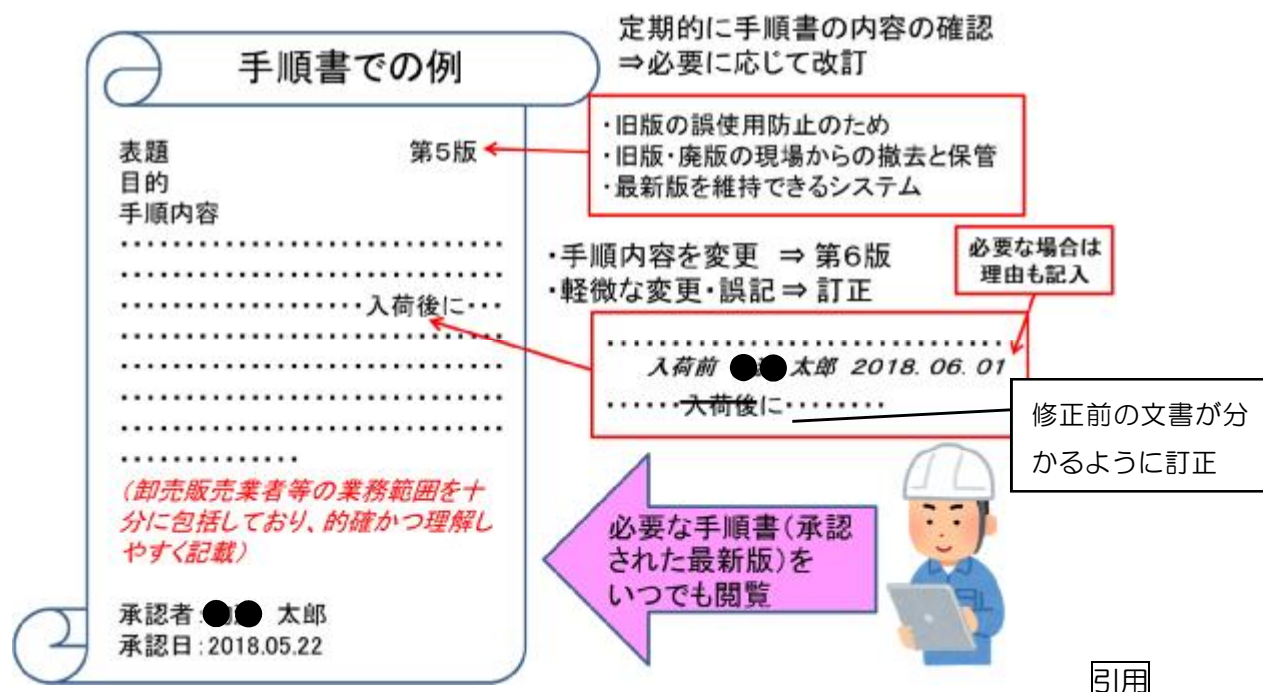 定期的に手順書の内容の確認
⇒必要に応じて改訂
手順書での例
表題 第5版
目的
手順内容
・旧版の誤使用防止のため
・旧版・廃版の現場からの撤去と保管
・最新版を維持できるシステム
・・・・・・・・・・・・・・・・・・・・・・・・・・・・・・・・
・・・・・・・・・・・・・・・・・・・・・・・・・・・・・・・・
・・・・・・・・・・・・・・・・・・・・・入荷後に・・・
・・・・・・・・・・・・・・・・・・・・・・・・・・・・・・・・
・・・・・・・・・・・・・・・・・・・・・・・・・・・・・・・・
・・・・・・・・・・・・・・・・・・・・・・・・・・・・・・・・
・・・・・・・・・・・・・・・・・・・・・・・・・・・・・・・・
・・・・・・・・・・・・・・・
(卸売販売業者等の業務範囲を十
分に包括しており、的確かつ理解し
やすく記載)
承認者: 太郎
承認日:2018.05.22
・手順内容を変更 ⇒ 第6版
・軽微な変更・誤記⇒ 訂正
必要な場合は
理由も記入
・・・・・・・・・・・・・・・・・・・・・・・・・・・・・・・・
入荷前 太郎 2018.06.01
・・・・・・入荷後に・・・・・・・・
修正前の文書が分
かるように訂正
必要な手順書(承認
された最新版)を
いつでも閲覧
引用